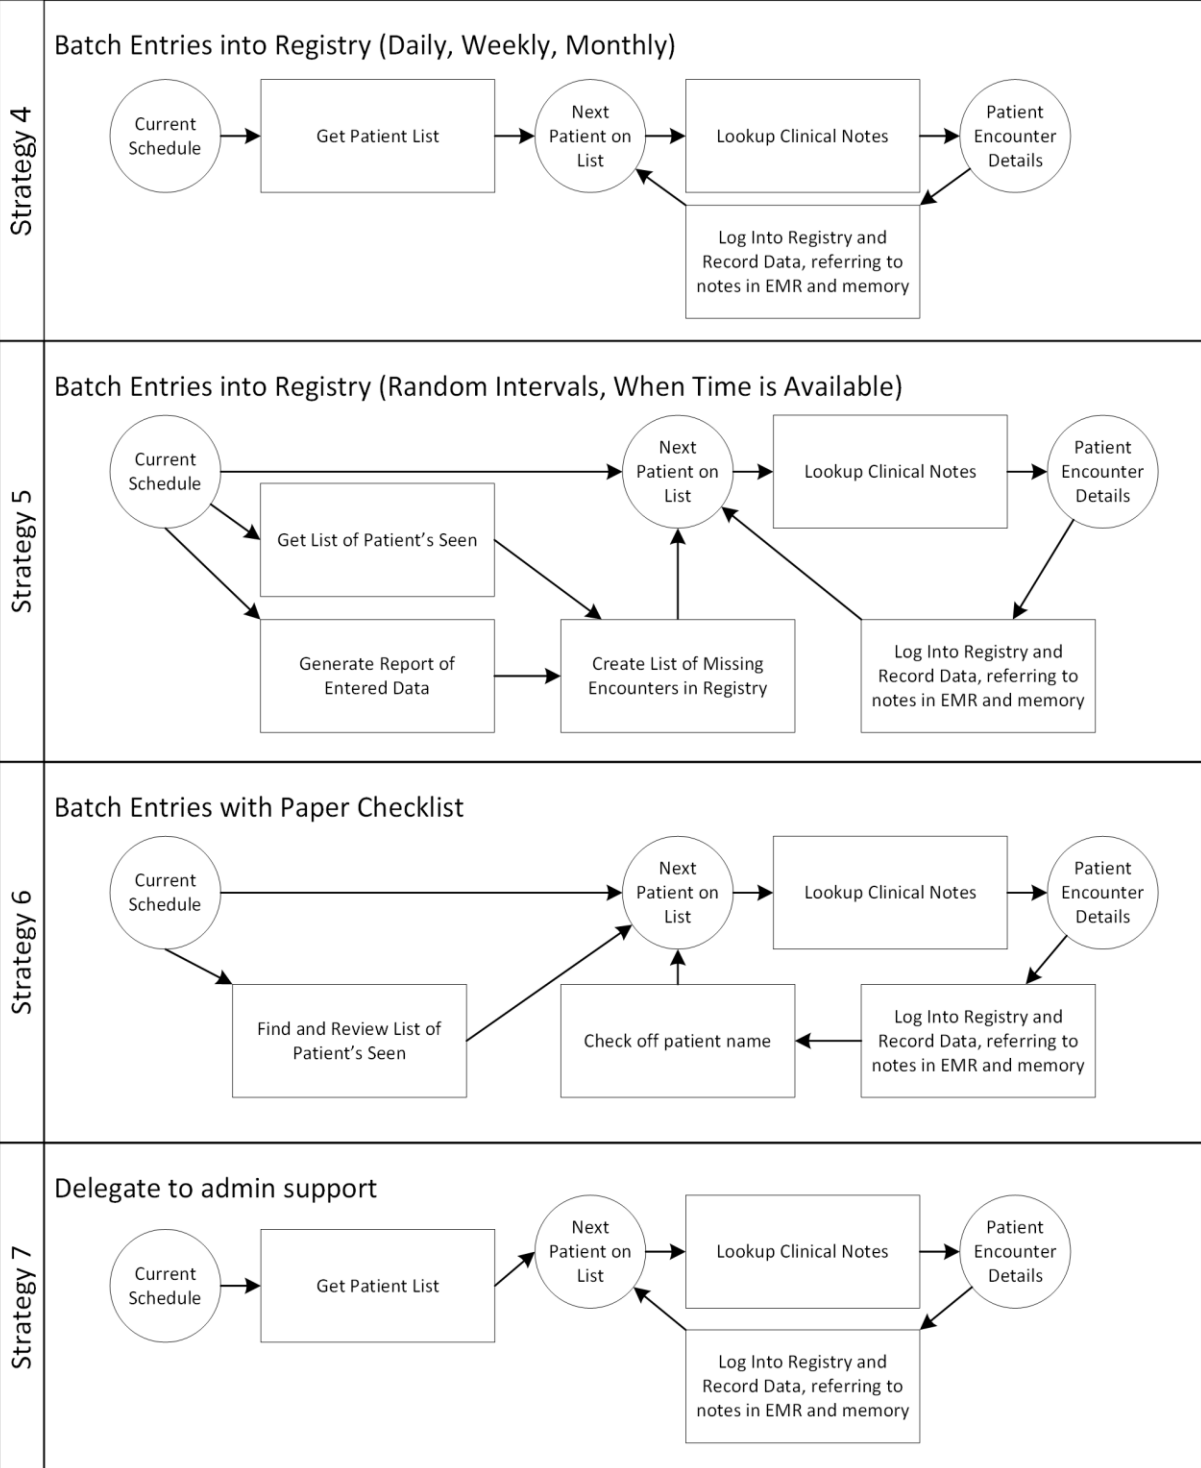 Strategy 4
Batch Entries into Registry (Daily, Weekly, Monthly)
Current
Schedule
Get Patient List
Next
Patient on
List
Lookup Clinical Notes
Patient
Encounter
Details
Log Into Registry and
Record Data, referring to
notes in EMR and memory
Strategy 5
Batch Entries into Registry (Random Intervals, When Time is Available)
Current
Schedule
Next
Patient on
List
Lookup Clinical Notes
Patient
Encounter
Details
Get List of Patient's Seen
Generate Report of
Entered Data
Create List of Missing
Encounters in Registry
Log Into Registry and
Record Data, referring to
notes in EMR and memory
Strategy 6
Batch Entries with Paper Checklist
Current
Schedule
Next
Patient on
List
Lookup Clinical Notes
Patient
Encounter
Details
Find and Review List of
Patient's Seen
Check off patient name
Log Into Registry and
Record Data, referring to
notes in EMR and memory
Strategy 7
Delegate to admin support
Current
Schedule
Get Patient List
Next
Patient on
List
Lookup Clinical Notes
Patient
Encounter
Details
Log Into Registry and
Record Data, referring to
notes in EMR and memory